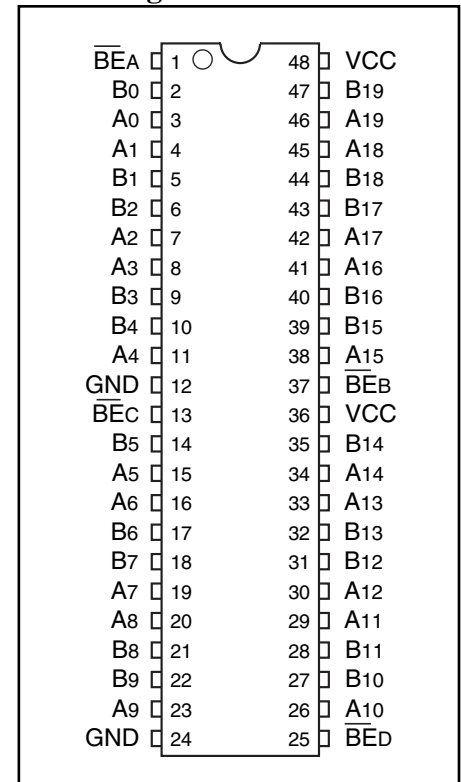 B̅E̅A 1 48 VCC
B0 2 47 B19
A0 3 46 A19
A1 4 45 A18
B1 5 44 B18
B2 6 43 B17
A2 7 42 A17
A3 8 41 A16
B3 9 40 B16
B4 10 39 B15
A4 11 38 A15
GND 12 37 B̅E̅B
B̅E̅C 13 36 VCC
B5 14 35 B14
A5 15 34 A14
A6 16 33 A13
B6 17 32 B13
B7 18 31 B12
A7 19 30 A12
A8 20 29 A11
B8 21 28 B11
B9 22 27 B10
A9 23 26 A10
GND 24 25 B̅E̅D